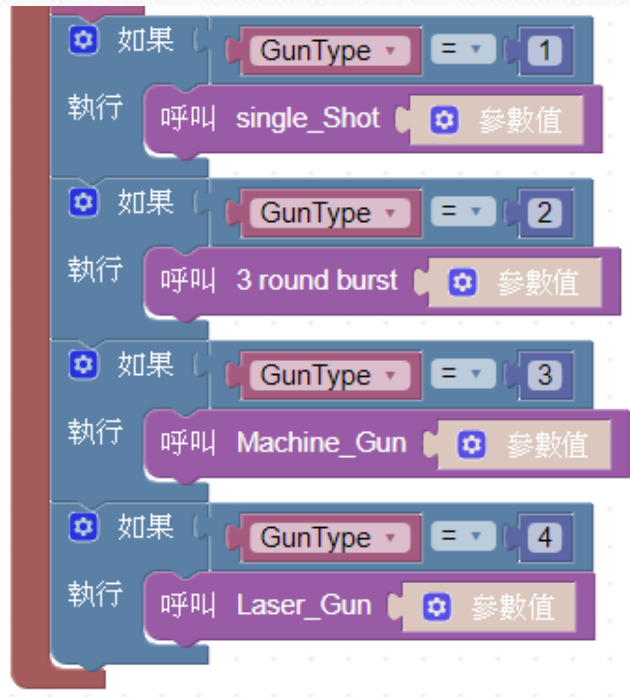 如果 GunType = 1
執行 呼叫 single_Shot 參數值
如果 GunType = 2
執行 呼叫 3 round burst 參數值
如果 GunType = 3
執行 呼叫 Machine_Gun 參數值
如果 GunType = 4
執行 呼叫 Laser_Gun 參數值